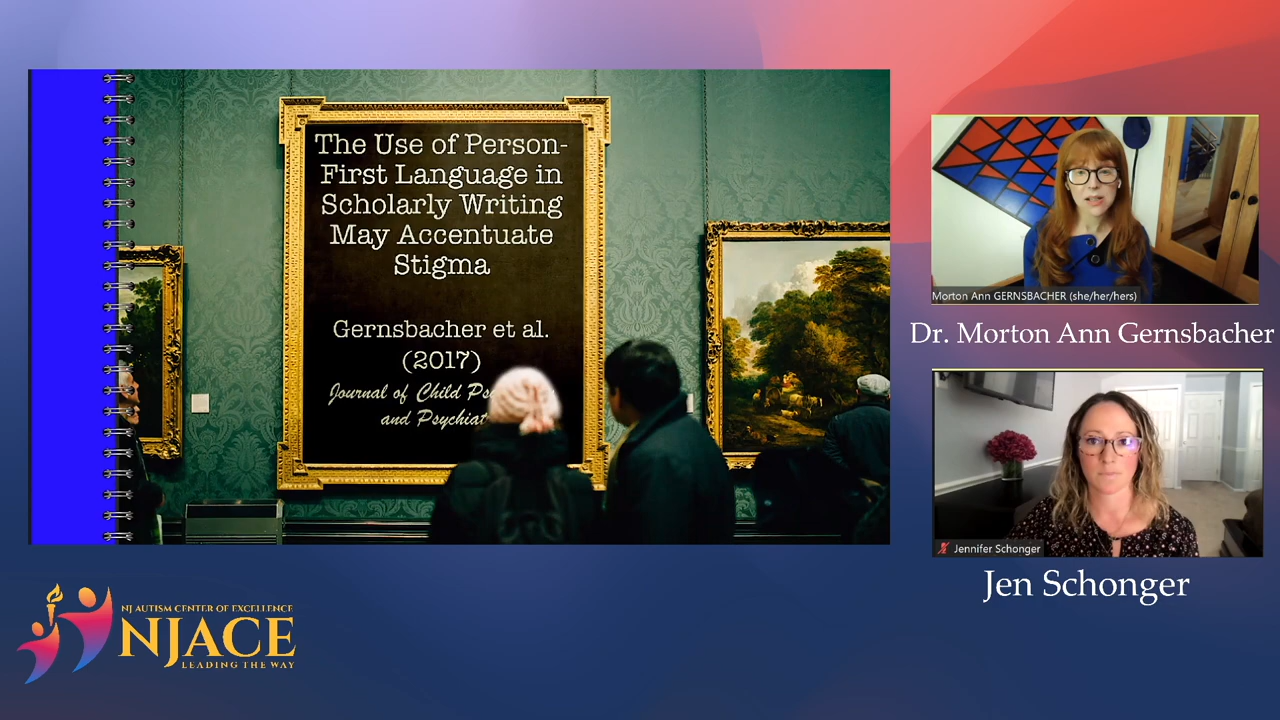 The Use of Person-
First Language in
Scholarly Writing
May Accentuate
Stigma
Gernsbacher et al.
(2017)
Journal of Child
and
Morton Ann GERNSBACHER (she/her/hers)
Dr. Morton Ann Gernsbacher
Jennifer Schonger
Jen Schonger
NJ AUTISM CENTER OF EXCELLENCE
NJACE
LEADING THE WAY